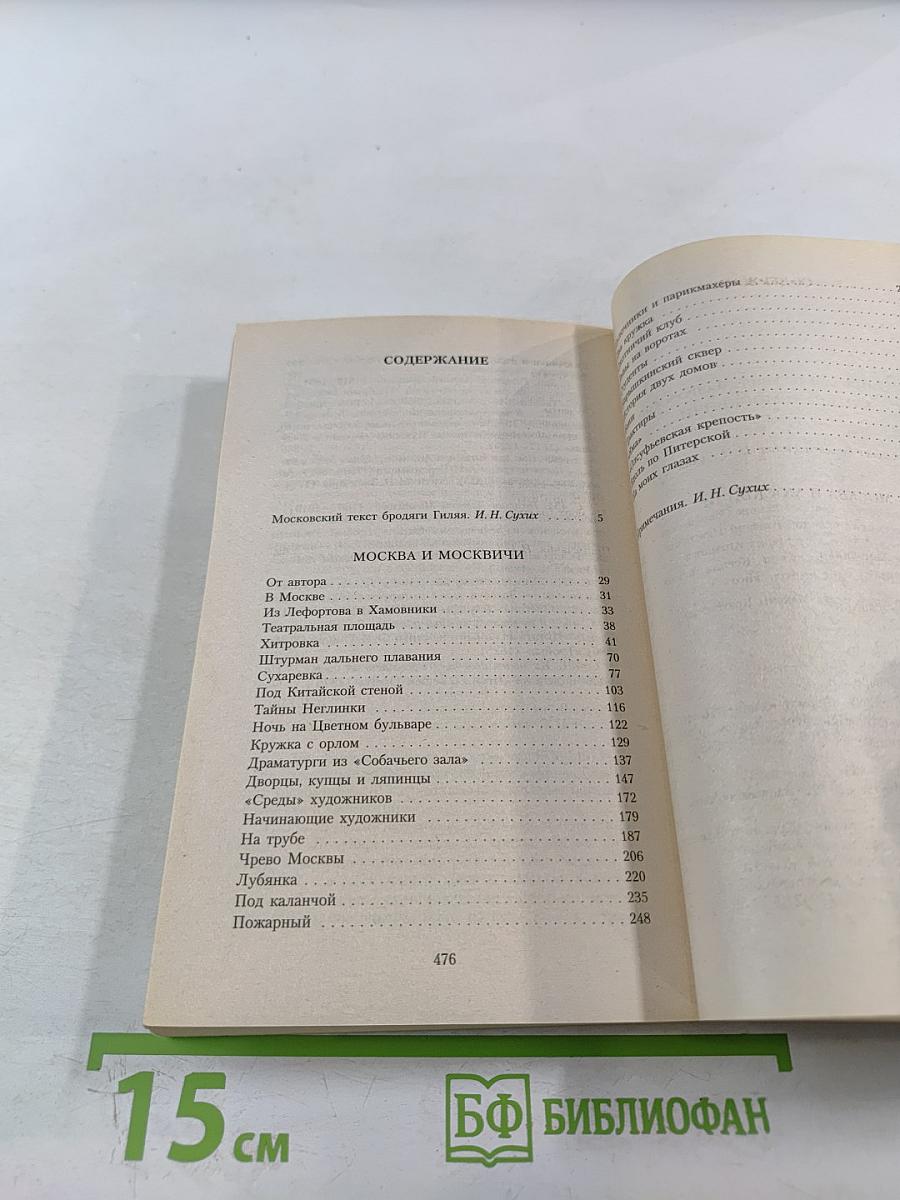 СОДЕРЖАНИЕ
Московский текст бродяги Гиляя. И. Н. Сухих . . . . . . 5
МОСКВА И МОСКВИЧИ
От автора . . . . . . . . . . . . . . . . . . . . . . . . . . . . 29
В Москве . . . . . . . . . . . . . . . . . . . . . . . . . . . . 31
Из Лефортова в Хамовники . . . . . . . . . . . . . . . . 33
Театральная площадь . . . . . . . . . . . . . . . . . . . . 38
Хитровка . . . . . . . . . . . . . . . . . . . . . . . . . . . . 41
Штурман дальнего плавания . . . . . . . . . . . . . . . 70
Сухаревка . . . . . . . . . . . . . . . . . . . . . . . . . . . . 77
Под Китайской стеной . . . . . . . . . . . . . . . . . . . 103
Тайны Неглинки . . . . . . . . . . . . . . . . . . . . . . . 116
Ночь на Цветном бульваре . . . . . . . . . . . . . . . . 122
Кружка с орлом . . . . . . . . . . . . . . . . . . . . . . . 129
Драматурги из «Собачьего зала» . . . . . . . . . . . . 137
Дворцы, купцы и ляпинцы . . . . . . . . . . . . . . . . 147
«Среды» художников . . . . . . . . . . . . . . . . . . . . 172
Начинающие художники . . . . . . . . . . . . . . . . . . 179
На трубе . . . . . . . . . . . . . . . . . . . . . . . . . . . . 187
Чрево Москвы . . . . . . . . . . . . . . . . . . . . . . . . 206
Лубянка . . . . . . . . . . . . . . . . . . . . . . . . . . . . . 220
Под каланчой . . . . . . . . . . . . . . . . . . . . . . . . . 235
Пожарный . . . . . . . . . . . . . . . . . . . . . . . . . . . 248
476
и парикмахеры
кружка
клуб
на воротах
сквер
двух домов
крепость»
по Питерской
моих глазах
И. Н. Сухих
15 см
БФ БИБЛИОФАН